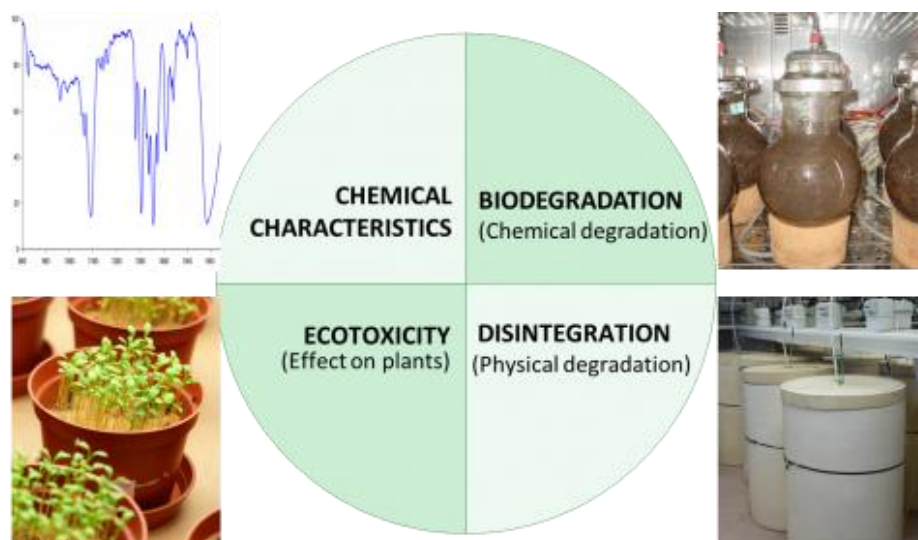 CHEMICAL
CHARACTERISTICS
BIODEGRADATION
(Chemical degradation)
ECOTOXICITY
(Effect on plants)
DISINTEGRATION
(Physical degradation)